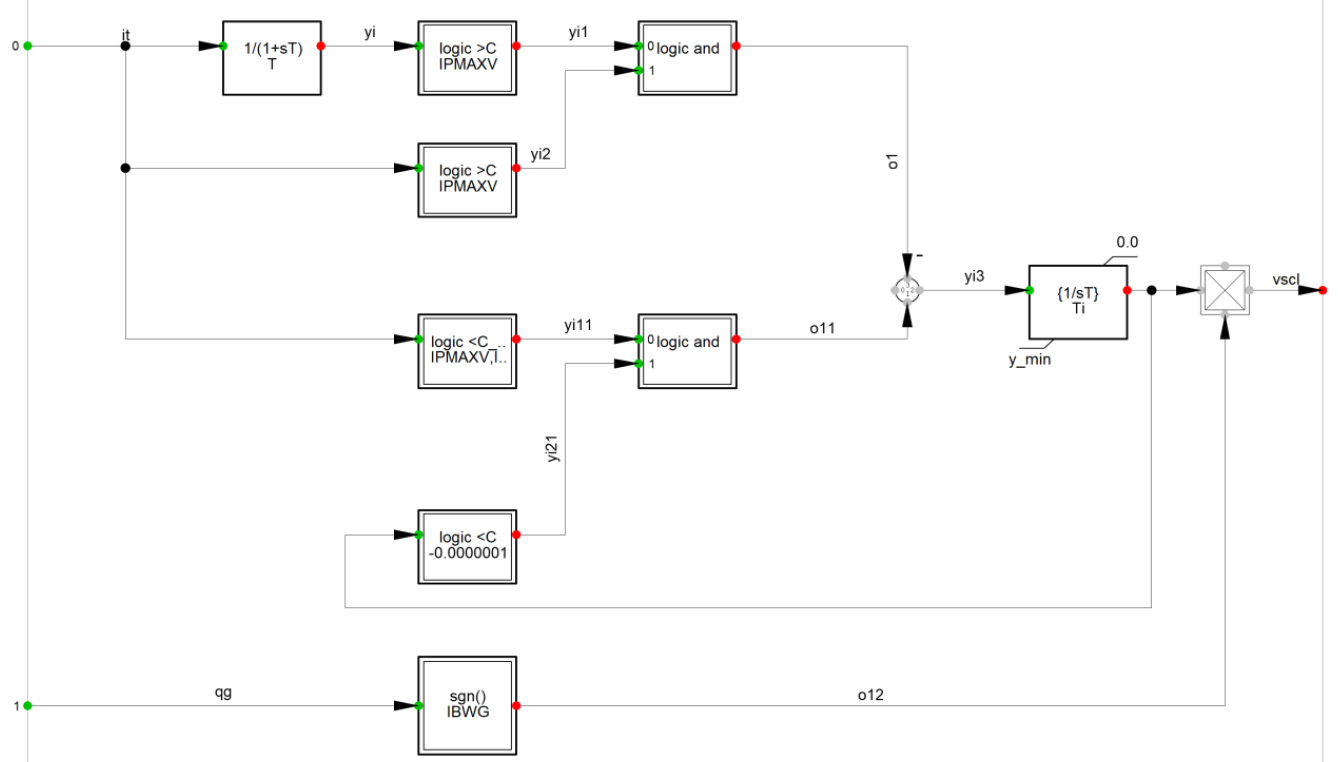 0
it
1/(1+sT)
T
yi
logic >C
IPMAXV
yi1
0
logic and
1
logic >C
IPMAXV
yi2
o1
-
0.0
yi3
{1/sT}
Ti
y_min
vscl
logic <C_..
IPMAXV,I..
yi11
0
logic and
1
o11
yi21
logic <C
-0.0000001
1
qg
sgn()
IBWG
o12